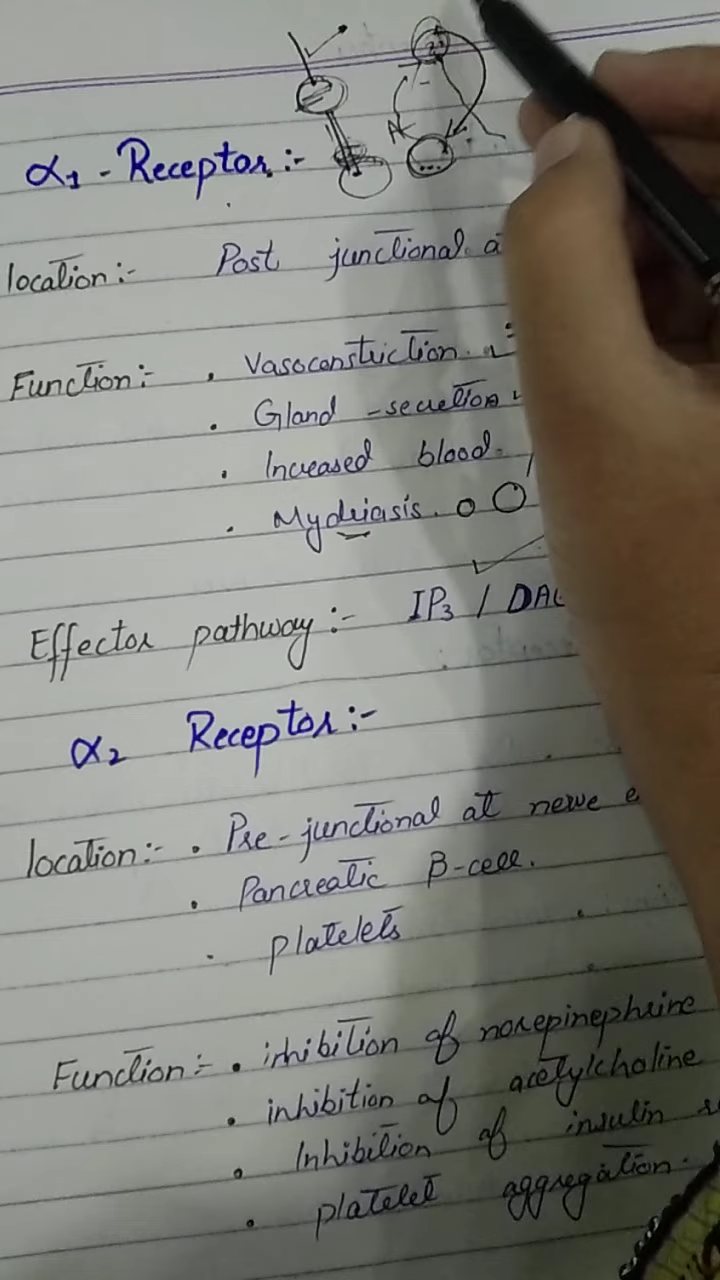 α1 - Receptor :-
location :- Post junctional
Function :- . Vasoconstriction.
. Gland - secretion
. Increased blood
. Mydriasis.
Effector pathway :- IP3 / DAG
α2 Receptor :-
location :- . Pre - junctional at nerve e
. Pancreatic β-cell.
. Platelets
Function :- . inhibition of norepinephrine
. inhibition of acetylcholine
. Inhibition of insulin
. platelet aggregation.